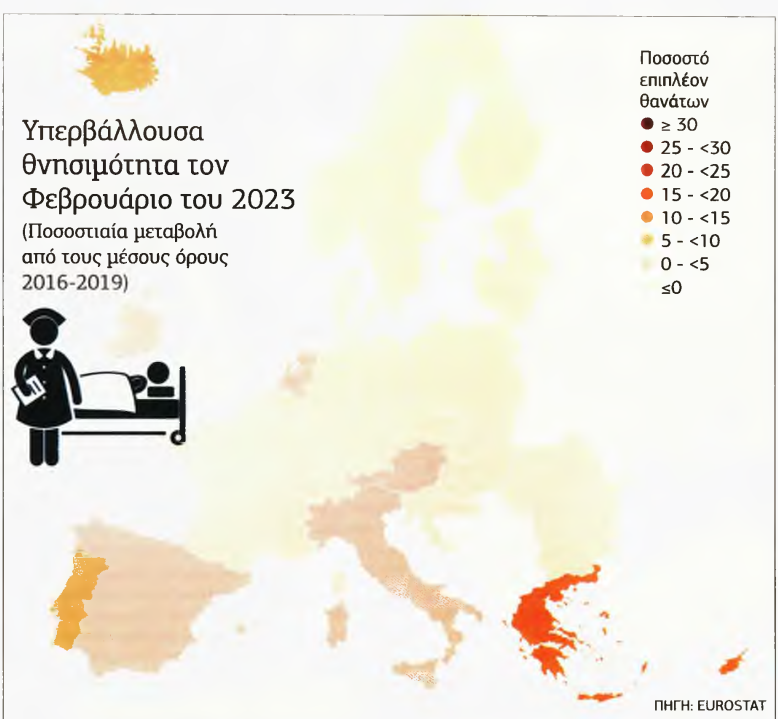 Υπερβάλλουσα
θνησιμότητα τον
Φεβρουάριο του 2023
(Ποσοστιαία μεταβολή
από τους μέσους όρους
2016-2019)
Ποσοστό
επιπλέον
θανάτων
≥ 30
25 - <30
20 - <25
15 - <20
10 - <15
5 - <10
0 - <5
≤0
ΠΗΓΗ: EUROSTAT